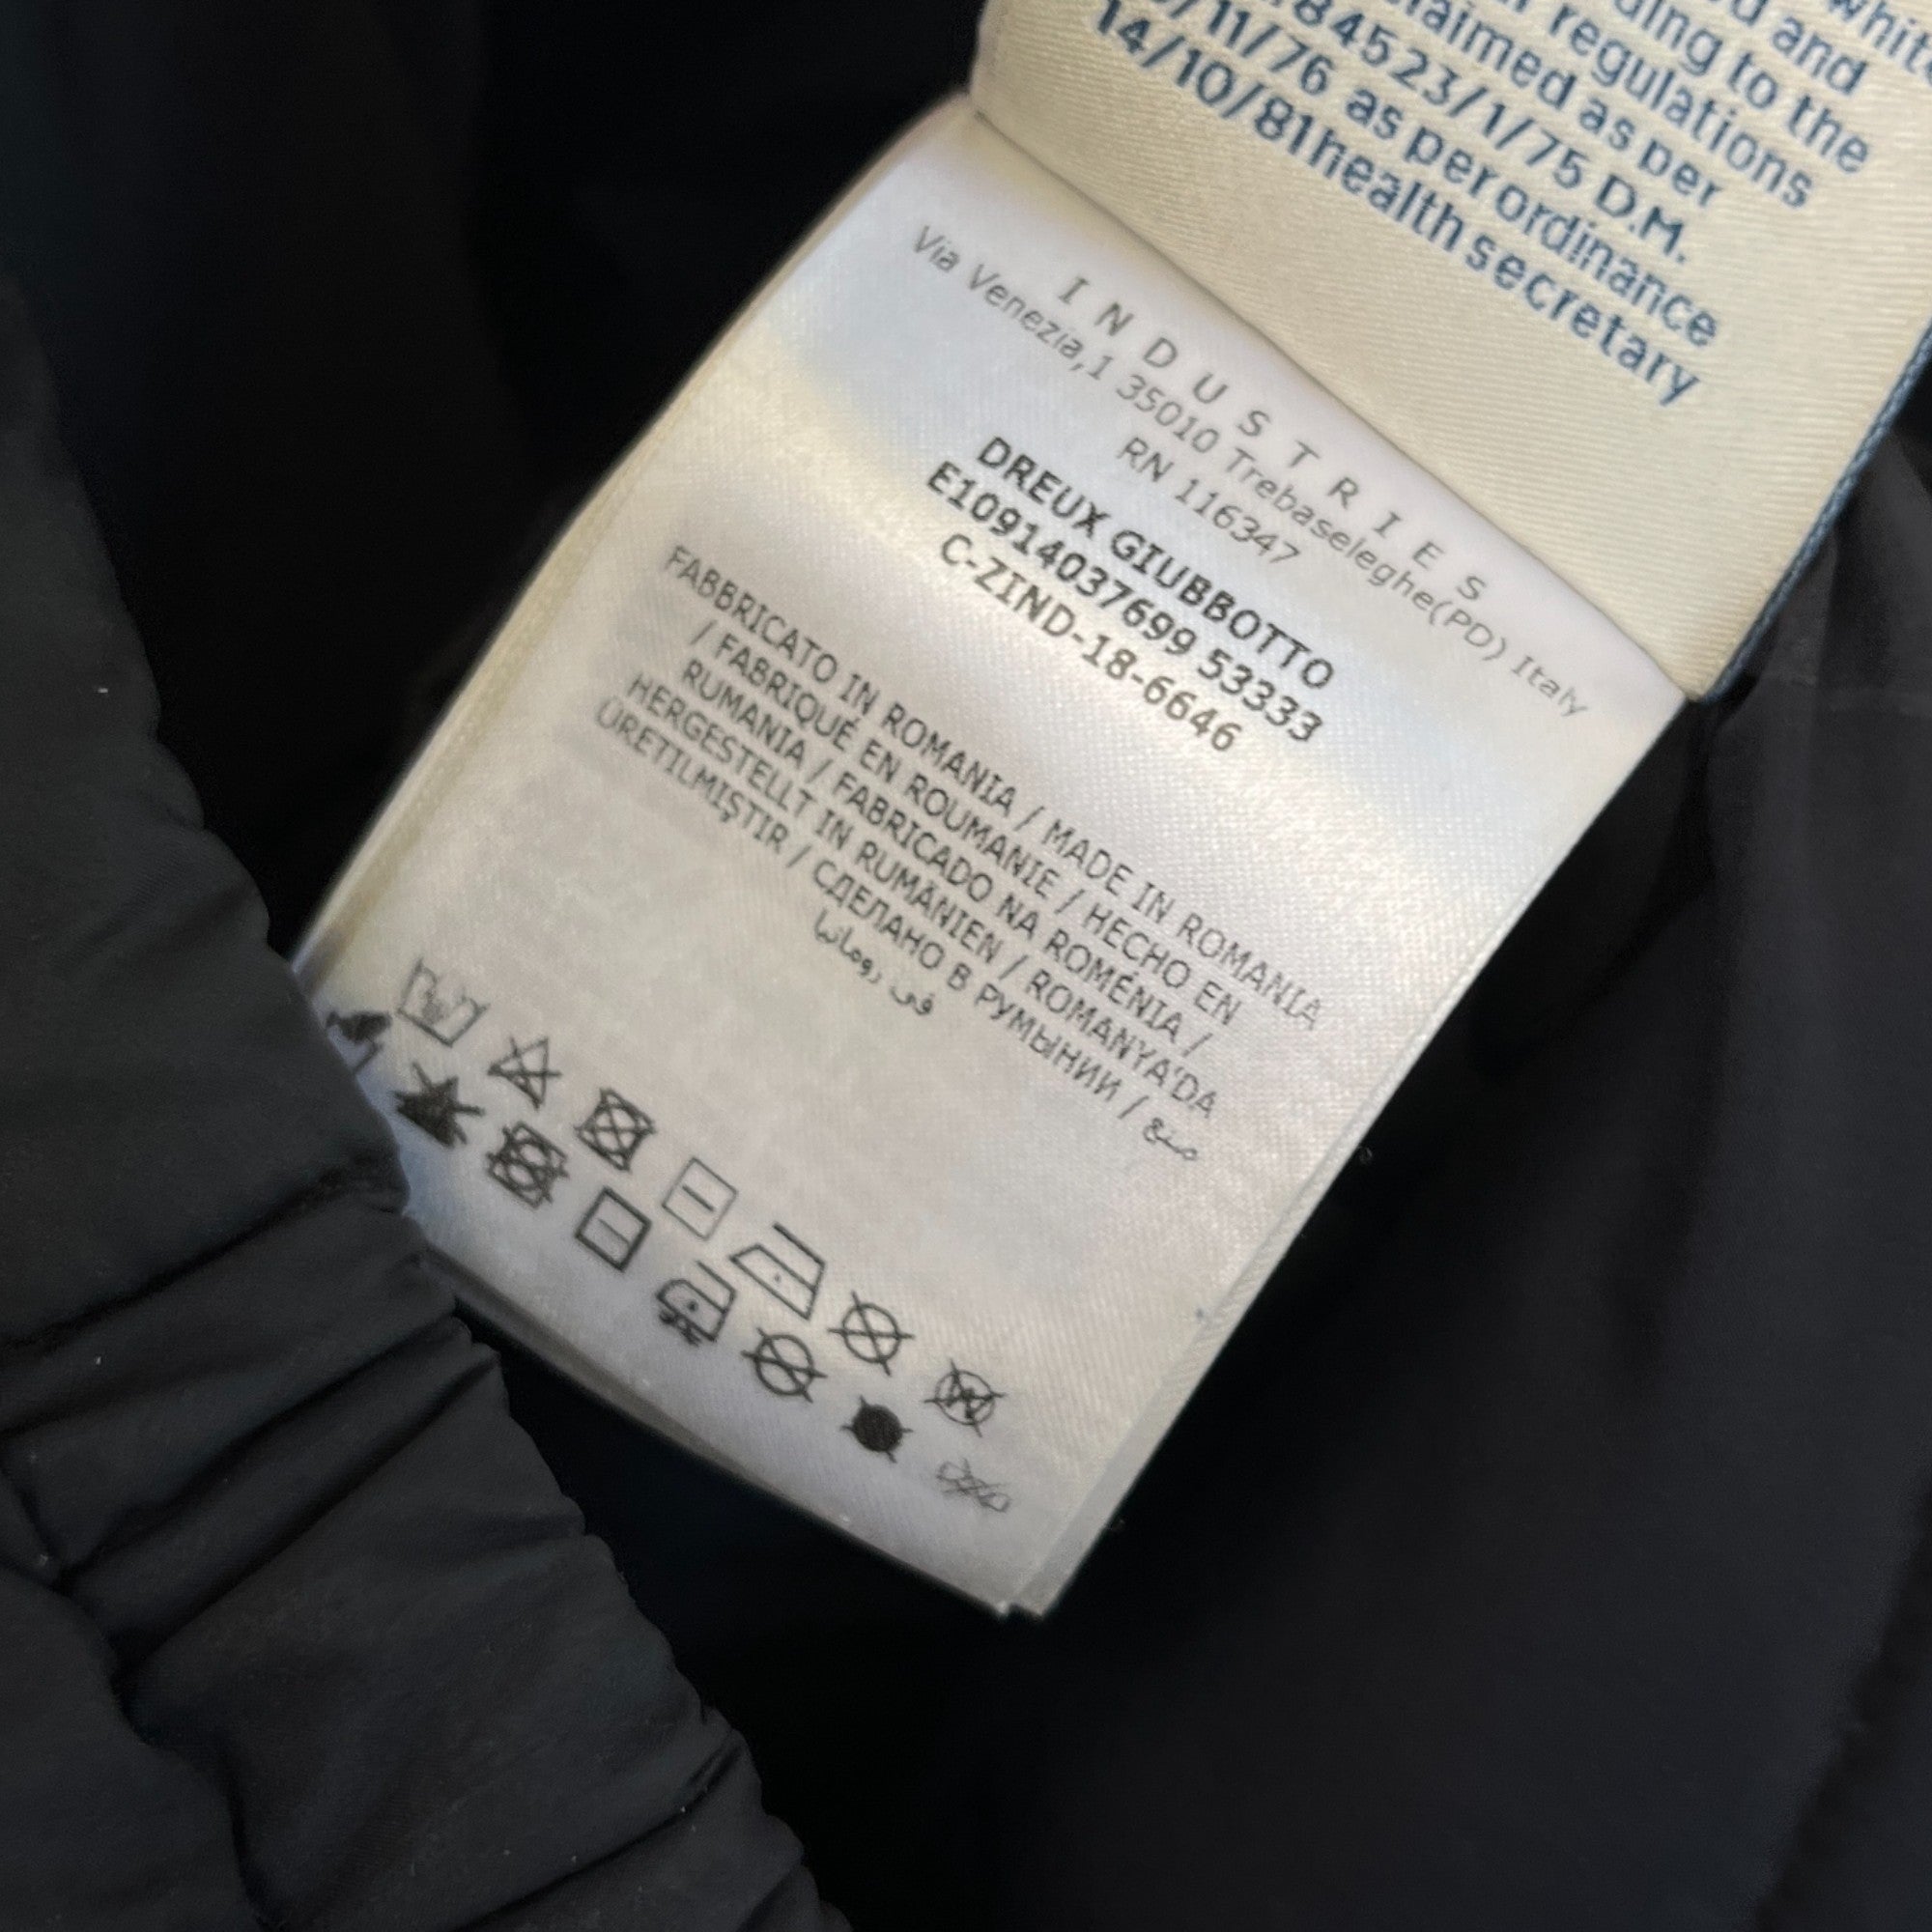 white
d and
ding to the
regulations
laimed as per
84523/1/75 D.M.
/11/76 as per ordinance
14/10/81 health secretary
INDUSTRIES
Via Venezia,1 35010 Trebaseleghe(PD) Italy
RN 116347
DREUX GIUBBOTTO
E10914037699 53333
C-ZIND-18-6646
FABBRICATO IN ROMANIA / MADE IN ROMANIA
/ FABRIQUÉ EN ROUMANIE / HECHO EN
RUMANIA / FABRICADO NA ROMÉNIA /
HERGESTELLT IN RUMÄNIEN / ROMANYA'DA
ÜRETILMIŞTIR / СДЕЛАНО В РУМЫНИИ / صنع
في رومانيا